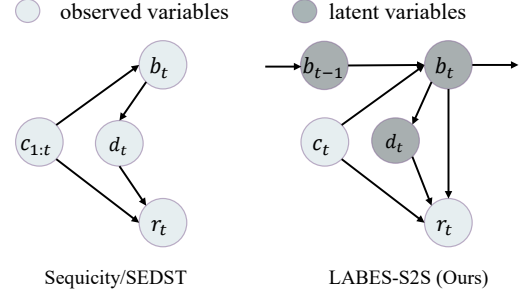 observed variables
latent variables
b_t
c_{1:t}
d_t
r_t
b_{t-1}
b_t
c_t
d_t
r_t
Sequicity/SEDST
LABES-S2S (Ours)